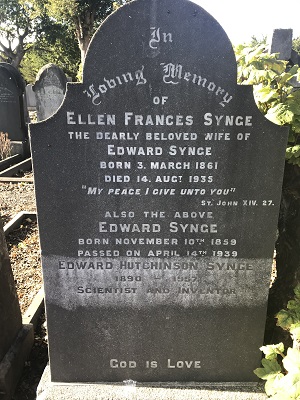 In
Loving Memory
OF
ELLEN FRANCES SYNGE
THE DEARLY BELOVED WIFE OF
EDWARD SYNGE
BORN 3. MARCH 1861
DIED 14. AUGT 1935
"MY PEACE I GIVE UNTO YOU"
ST. JOHN XIV. 27.
ALSO THE ABOVE
EDWARD SYNGE
BORN NOVEMBER 10TH 1859
PASSED ON APRIL 14TH 1939
EDWARD HUTCHINSON SYNGE
1890 - 1957
SCIENTIST AND INVENTOR
GOD IS LOVE